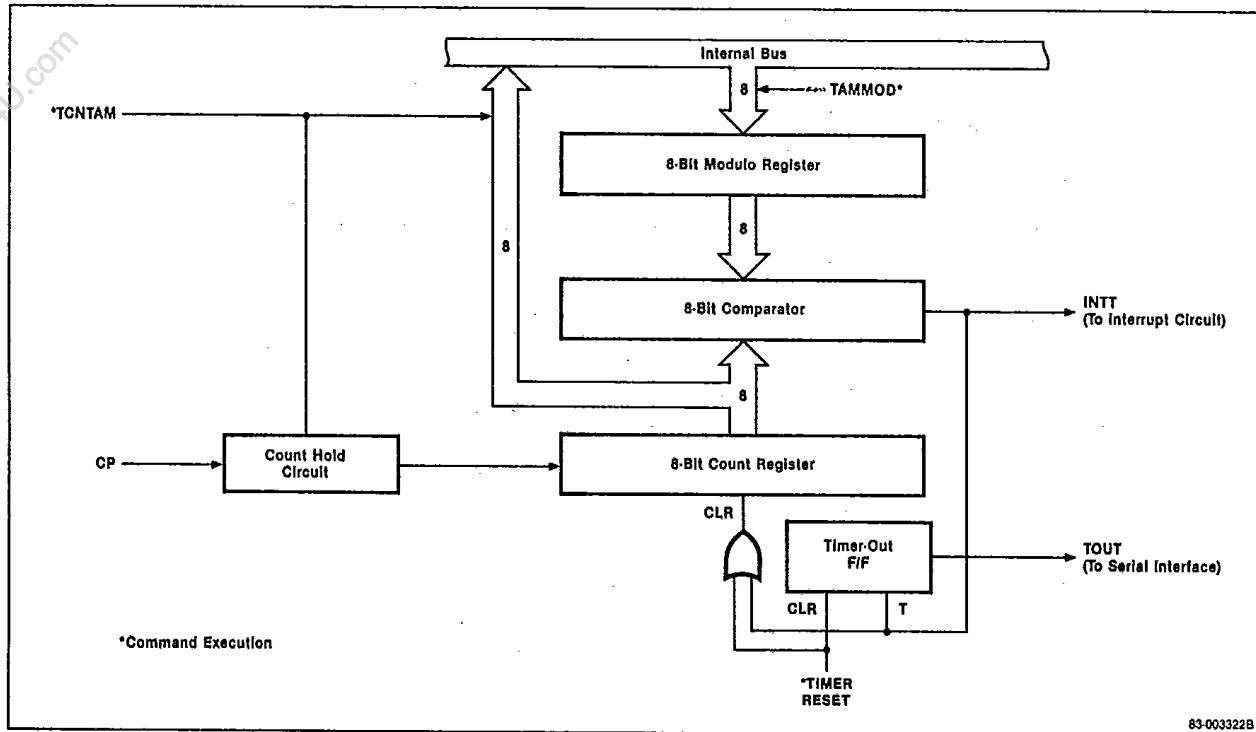 U.com
Internal Bus
8
TAMMOD*
*TCNTAM
8-Bit Modulo Register
8
8
8-Bit Comparator
INTT
(To Interrupt Circuit)
8
CP
Count Hold
Circuit
8-Bit Count Register
CLR
Timer-Out
F/F
TOUT
(To Serial Interface)
CLR
T
*Command Execution
*TIMER
RESET
83-003322B